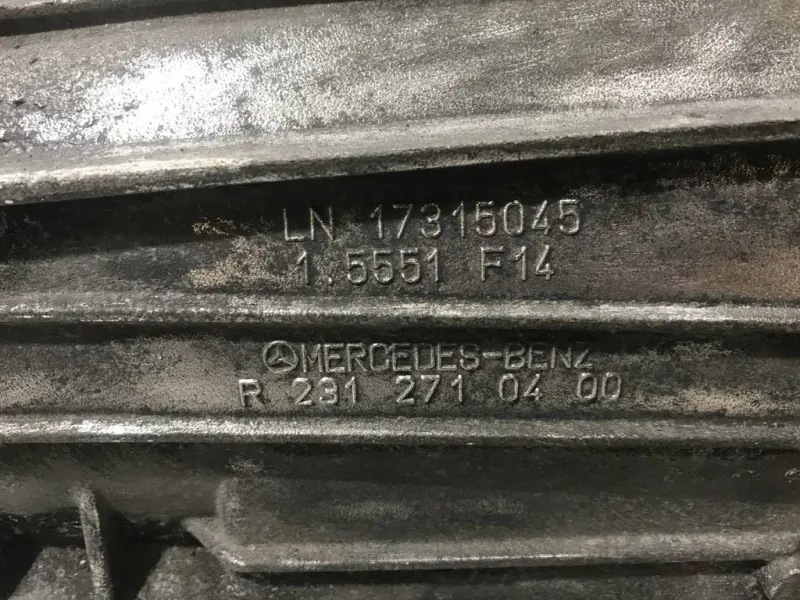 LN 17315045
1.5551 F14
MERCEDES-BENZ
R 231 271 04 00